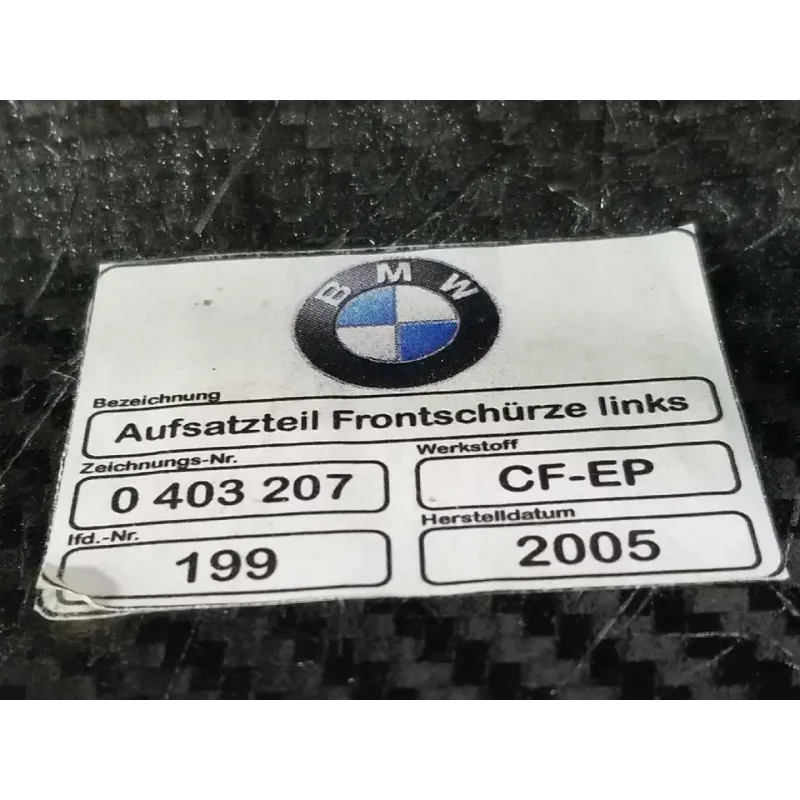 BMW
Bezeichnung
Aufsatzteil Frontschürze links
Zeichnungs-Nr.
0 403 207
Werkstoff
CF-EP
lfd.-Nr.
199
Herstelldatum
2005